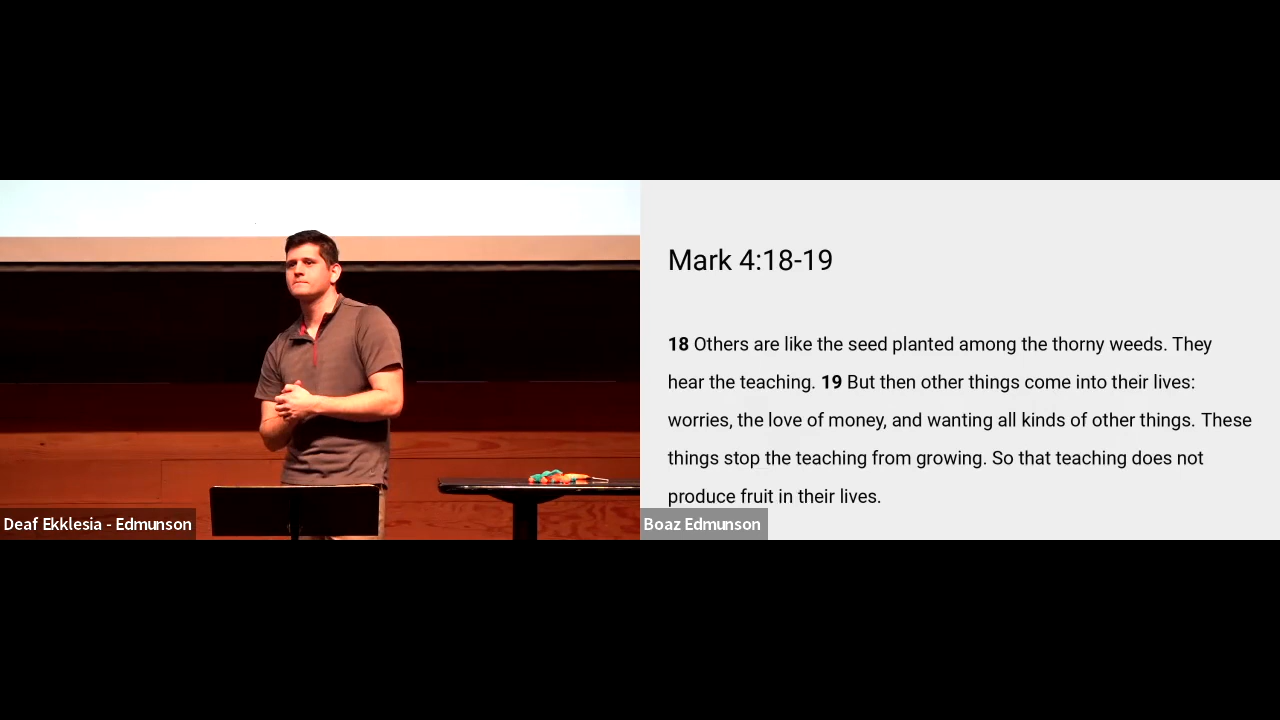 Mark 4:18-19
18 Others are like the seed planted among the thorny weeds. They
hear the teaching. 19 But then other things come into their lives:
worries, the love of money, and wanting all kinds of other things. These
things stop the teaching from growing. So that teaching does not
produce fruit in their lives.
Deaf Ekklesia - Edmunson
Boaz Edmunson